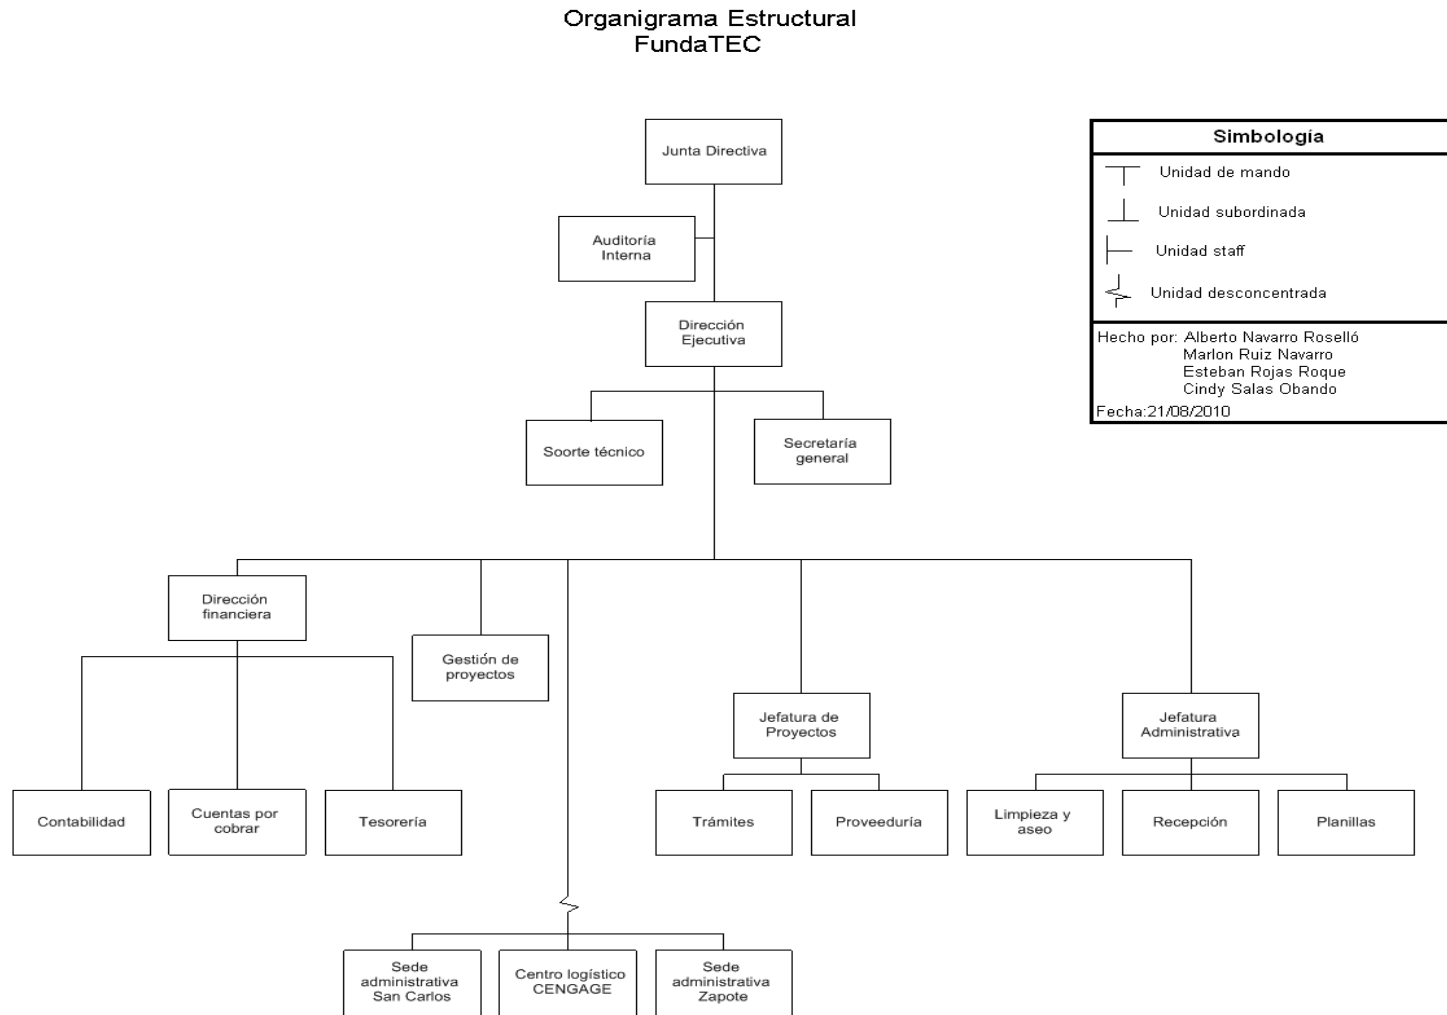 Organigrama Estructural
FundaTEC
Junta Directiva
Simbología
Unidad de mando
Unidad subordinada
Unidad staff
Unidad desconcentrada
Hecho por: Alberto Navarro Roselló
Marlon Ruiz Navarro
Esteban Rojas Roque
Cindy Salas Obando
Fecha:21/08/2010
Auditoría
Interna
Dirección
Ejecutiva
Soorte técnico
Secretaría
general
Dirección
financiera
Gestión de
proyectos
Jefatura de
Proyectos
Jefatura
Administrativa
Contabilidad
Cuentas por
cobrar
Tesorería
Trámites
Proveeduría
Limpieza y
aseo
Recepción
Planillas
Sede
administrativa
San Carlos
Centro logístico
CENGAGE
Sede
administrativa
Zapote